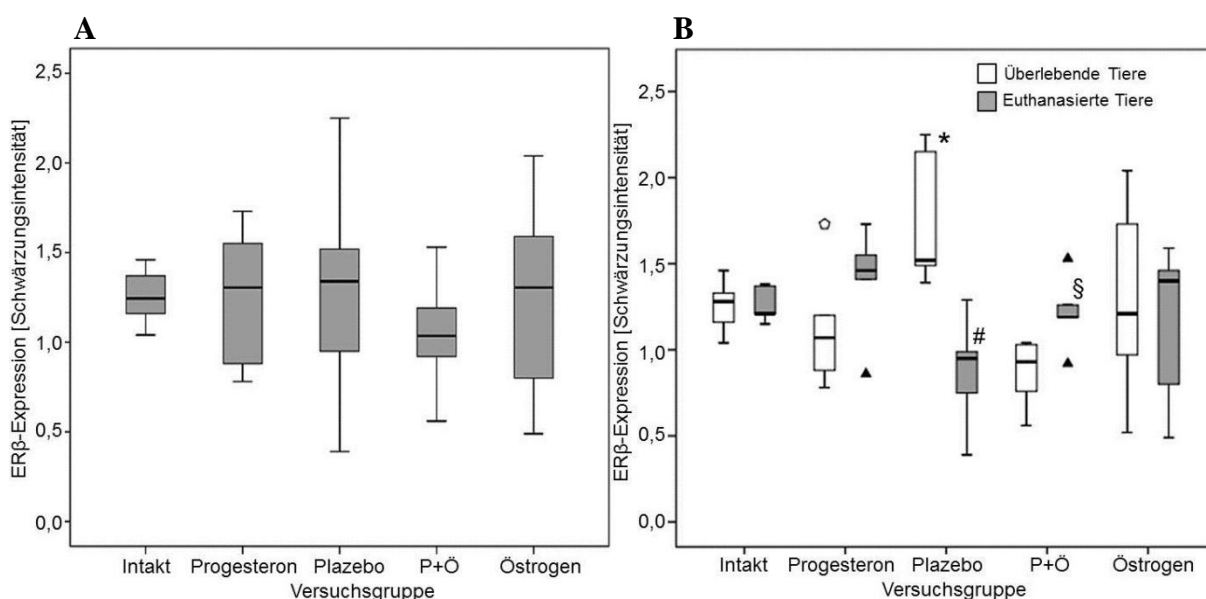 A
ERβ-Expression [Schwärzungsintensität]
2,5
2,0
1,5
1,0
0,5
0,0
Intakt Progesteron Plazebo P+Ö Östrogen
Versuchsgruppe
B
ERβ-Expression [Schwärzungsintensität]
2,5
2,0
1,5
1,0
0,5
0,0
Überlebende Tiere
Euthanasierte Tiere
*
#
§
Intakt Progesteron Plazebo P+Ö Östrogen
Versuchsgruppe